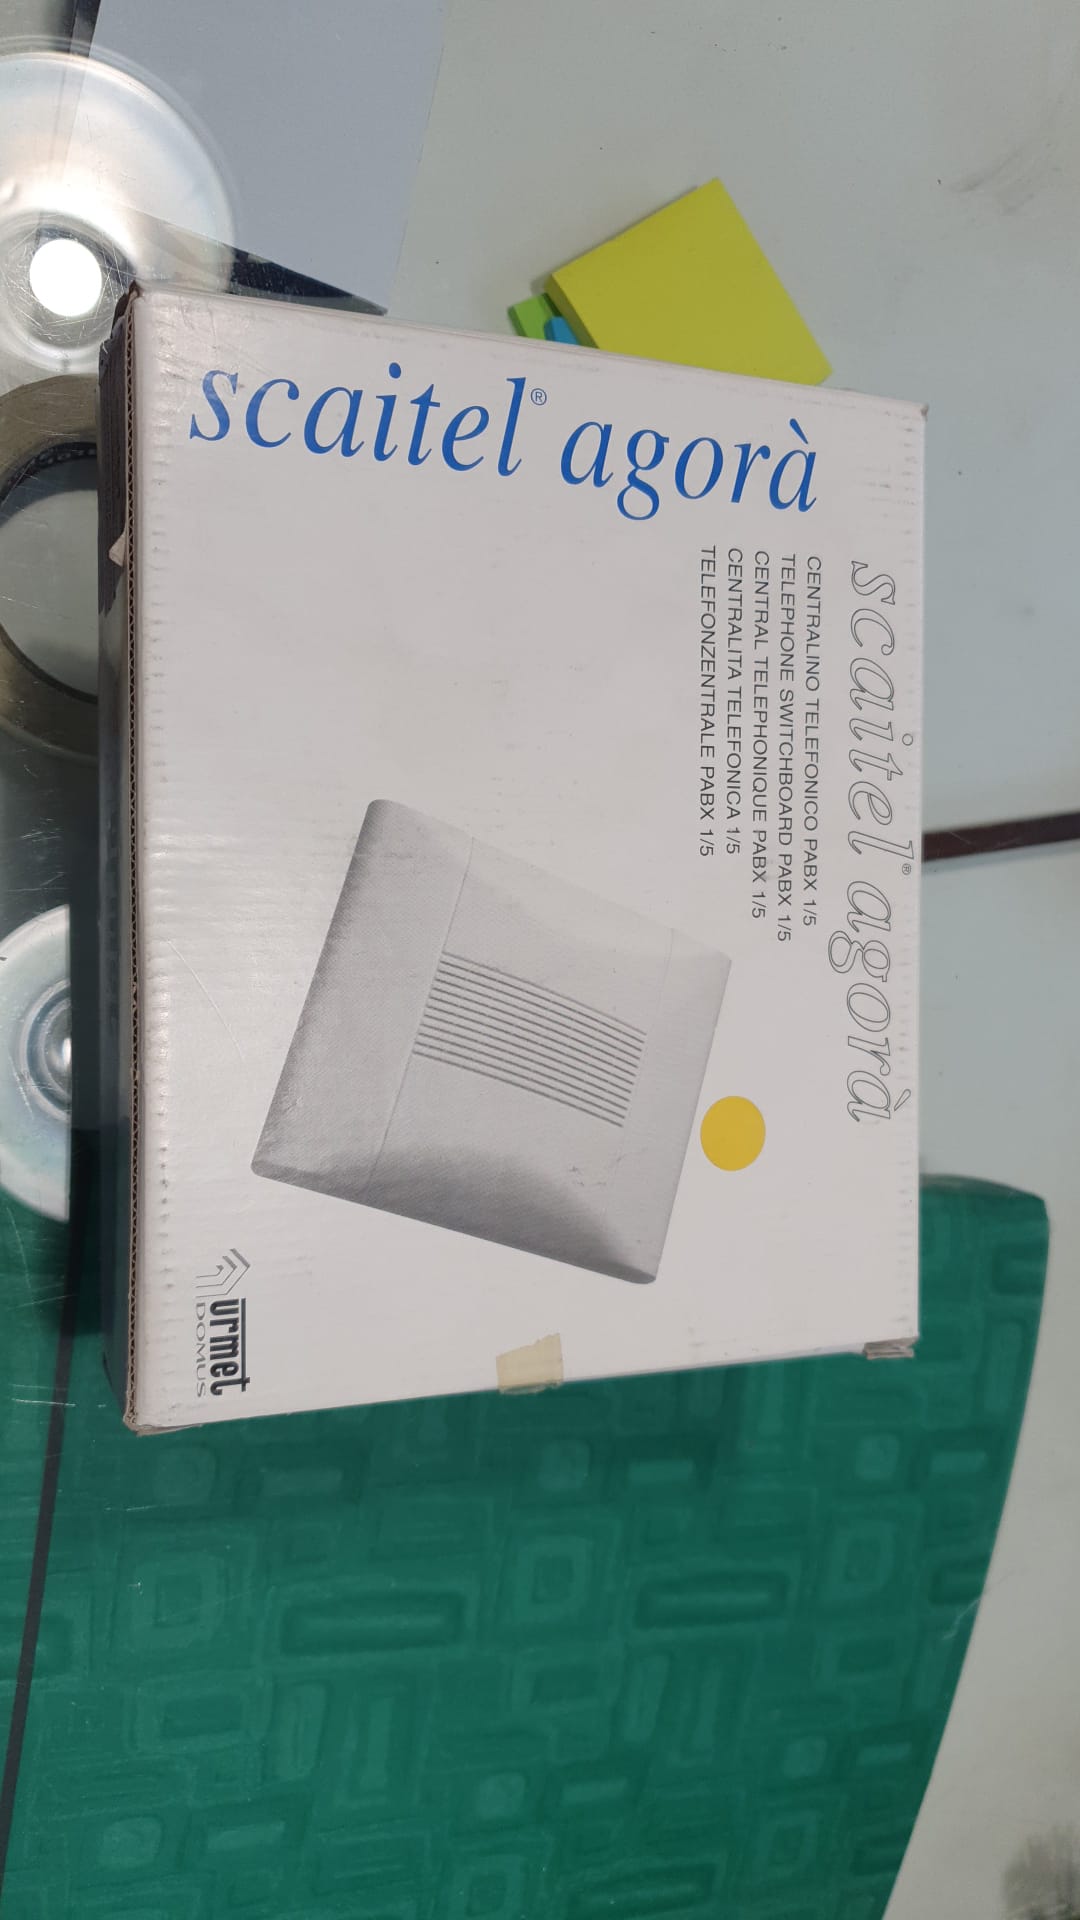 scaitel® agorà
scaitel® agorà
CENTRALINO TELEFONICO PABX 1/5
TELEPHONE SWITCHBOARD PABX 1/5
CENTRAL TELEPHONIQUE PABX 1/5
CENTRALITA TELEFONICA 1/5
TELEFONZENTRALE PABX 1/5
urmet
DOMUS